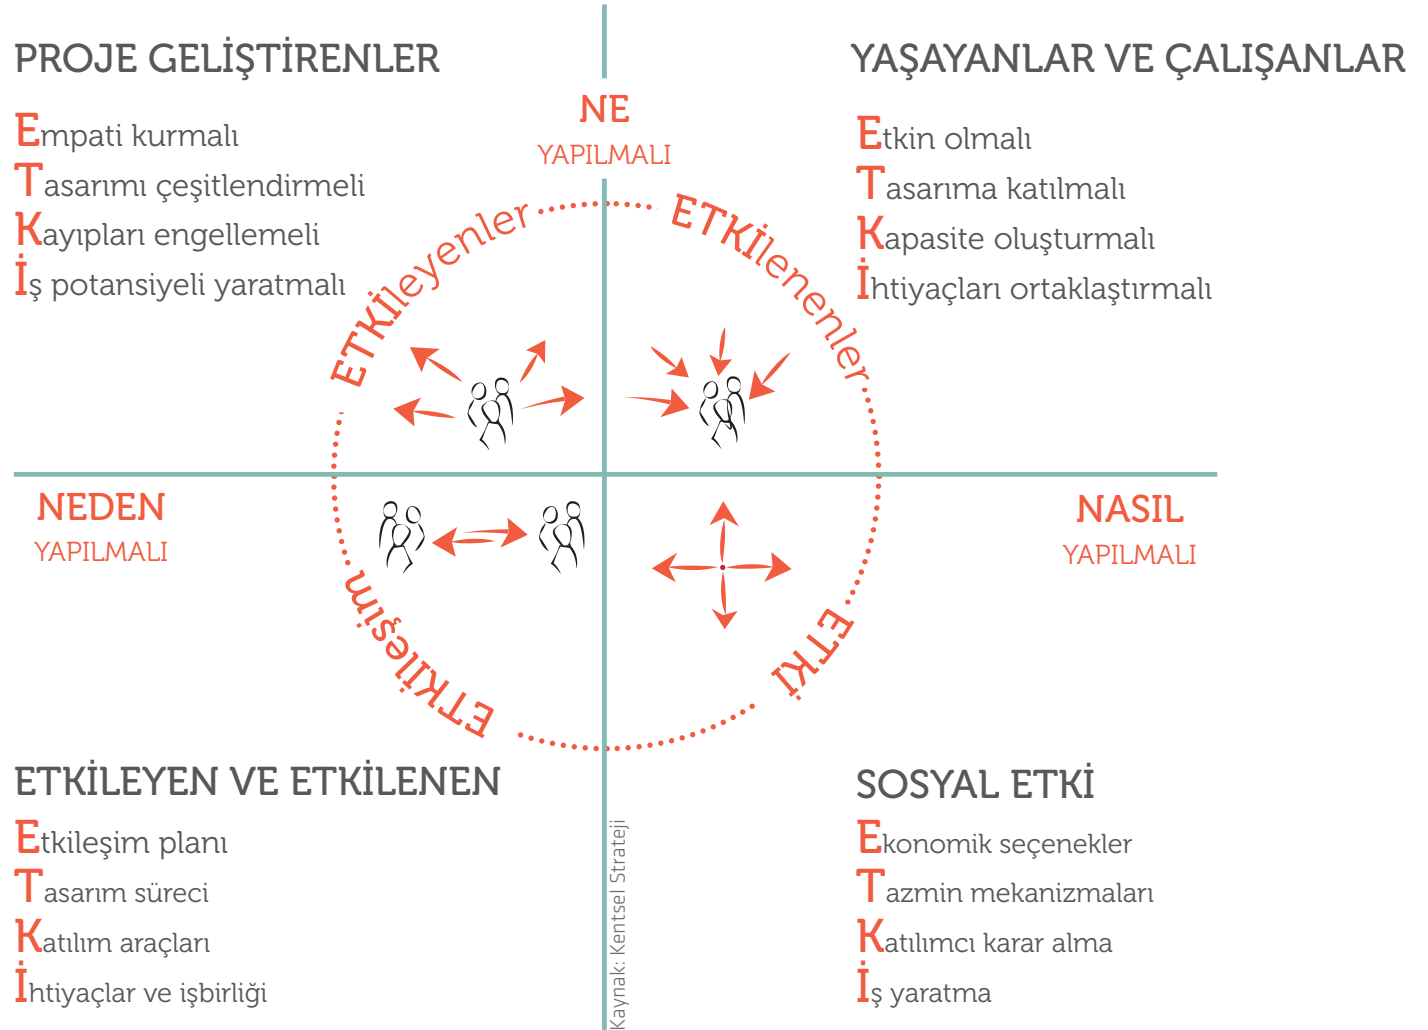 PROJE GELİŞTİRENLER
Empati kurmalı
Tasarımı çeşitlendirmeli
Kayıpları engellemeli
İş potansiyeli yaratmalı
NE
YAPILMALI
YAŞAYANLAR VE ÇALIŞANLAR
Etkin olmalı
Tasarıma katılmalı
Kapasite oluşturmalı
İhtiyaçları ortaklaştırmalı
ETKİleyenler
ETKİlenenler
NEDEN
YAPILMALI
NASIL
YAPILMALI
ETKİleşim
ETKİ
ETKİLEYEN VE ETKİLENEN
Etkileşim planı
Tasarım süreci
Katılım araçları
İhtiyaçlar ve işbirliği
Kaynak: Kentsel Strateji
SOSYAL ETKİ
Ekonomik seçenekler
Tazmin mekanizmaları
Katılımcı karar alma
İş yaratma